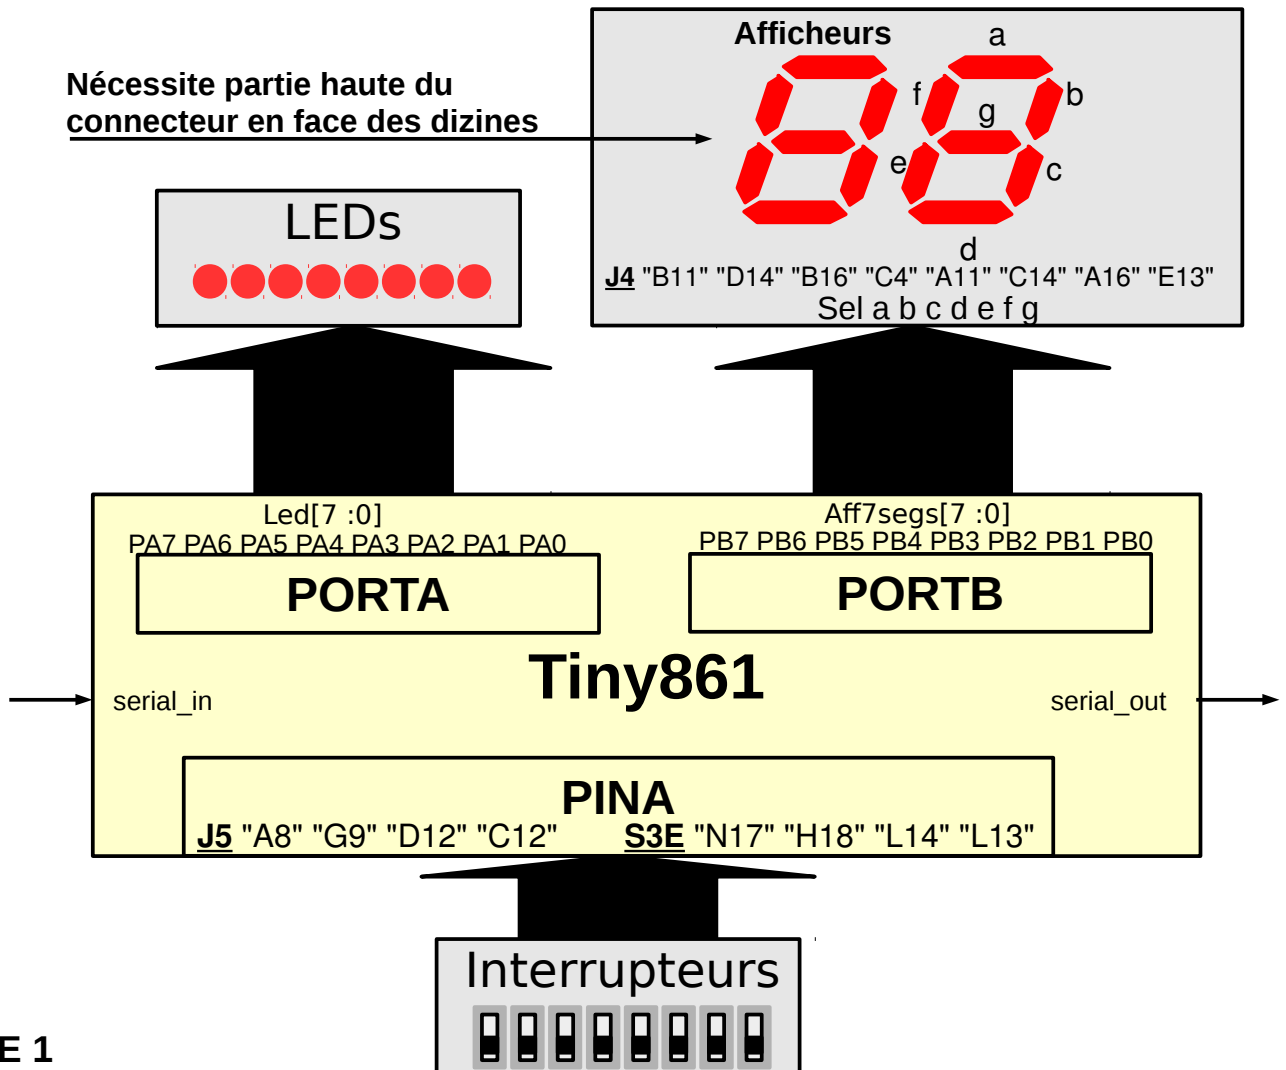 Afficheurs
a
Nécessite partie haute du
connecteur en face des dizines
f
b
g
e
c
d
LEDs
J4 "B11" "D14" "B16" "C4" "A11" "C14" "A16" "E13"
Sel a b c d e f g
Led[7 :0]
PA7 PA6 PA5 PA4 PA3 PA2 PA1 PA0
PORTA
Aff7segs[7 :0]
PB7 PB6 PB5 PB4 PB3 PB2 PB1 PB0
PORTB
Tiny861
serial_in
serial_out
PINA
J5 "A8" "G9" "D12" "C12" S3E "N17" "H18" "L14" "L13"
Interrupteurs
E 1